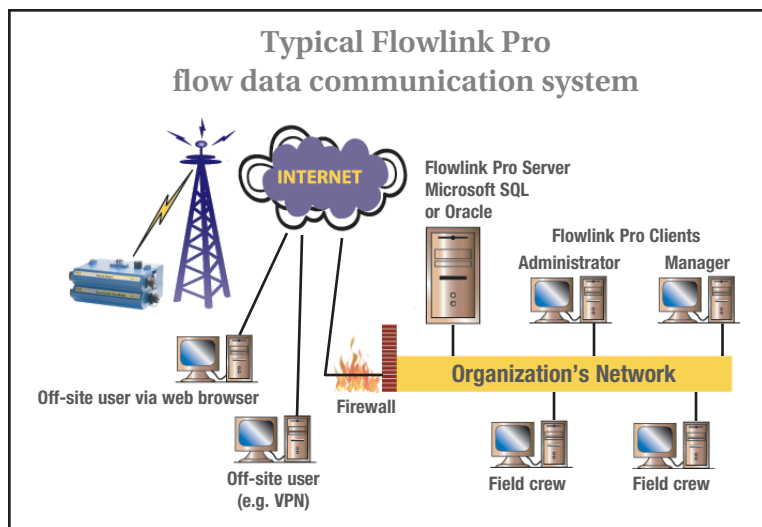 Typical Flowlink Pro
flow data communication system
INTERNET
Flowlink Pro Server
Microsoft SQL
or Oracle
Flowlink Pro Clients
Administrator
Manager
Off-site user via web browser
Firewall
Organization's Network
Off-site user
(e.g. VPN)
Field crew
Field crew